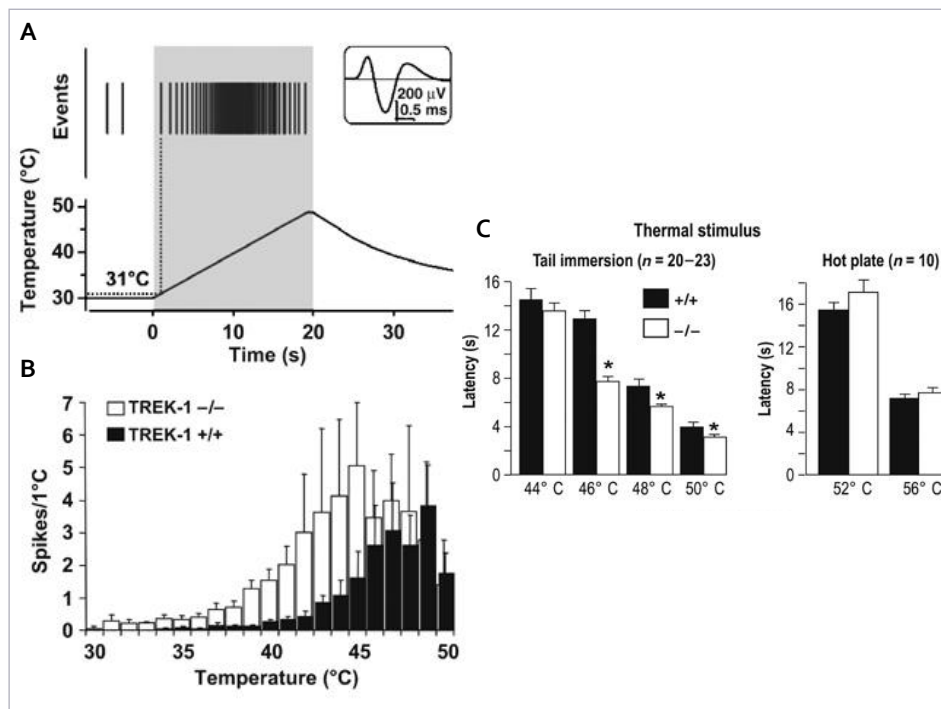 A
Events
200 µV
0.5 ms
Temperature (°C)
50
40
30
31°C
0 10 20 30
Time (s)
B
7
6
5
4
3
2
1
0
Spikes/1°C
TREK-1 –/–
TREK-1 +/+
30 35 40 45 50
Temperature (°C)
C
Thermal stimulus
Tail immersion (n = 20–23)
16
14
8
4
0
Latency (s)
+/+
–/–
*
*
*
44° C 46° C 48° C 50° C
Hot plate (n = 10)
16
12
8
4
0
Latency (s)
52° C 56° C